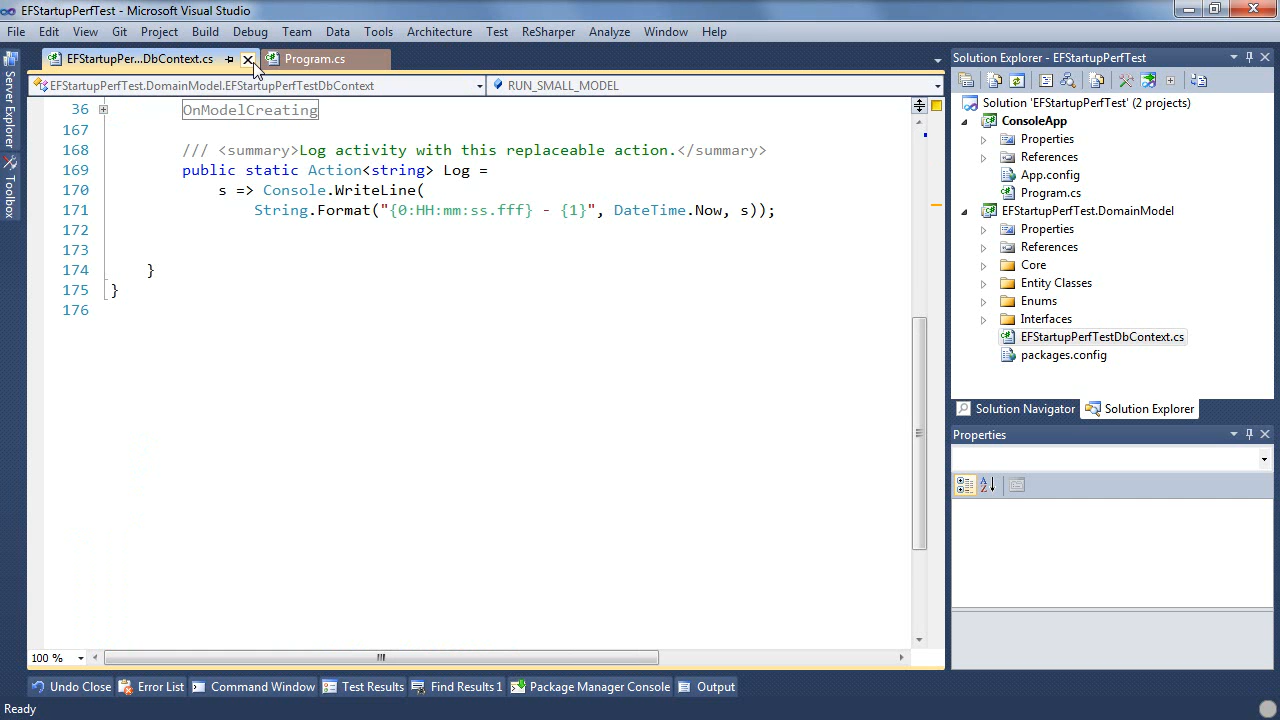 EFStartupPerfTest - Microsoft Visual Studio
File Edit View Git Project Build Debug Team Data Tools Architecture Test ReSharper Analyze Window Help
EFStartupPer...DbContext.cs Program.cs
EFStartupPerfTest.DomainModel.EFStartupPerfTestDbContext RUN_SMALL_MODEL
36 OnModelCreating
167
168 /// <summary>Log activity with this replaceable action.</summary>
169 public static Action<string> Log =
170 s => Console.WriteLine(
171 String.Format("{0:HH:mm:ss.fff} - {1}", DateTime.Now, s));
172
173
174 }
175 }
176
100 %
Server Explorer
Toolbox
Solution Explorer - EFStartupPerfTest
Solution 'EFStartupPerfTest' (2 projects)
ConsoleApp
Properties
References
App.config
Program.cs
EFStartupPerfTest.DomainModel
Properties
References
Core
Entity Classes
Enums
Interfaces
EFStartupPerfTestDbContext.cs
packages.config
Solution Navigator Solution Explorer
Properties
Undo Close Error List Command Window Test Results Find Results 1 Package Manager Console Output
Ready